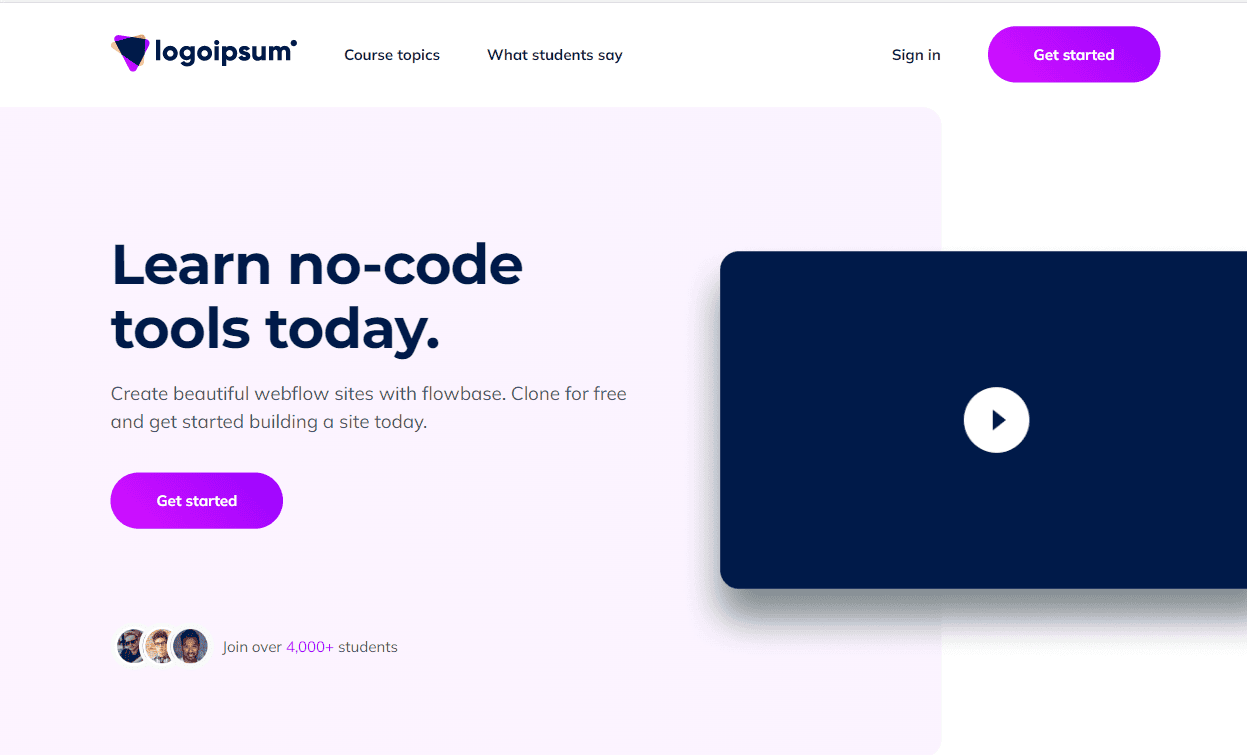 logoipsum
Course topics
What students say
Sign in
Get started
Learn no-code
tools today.
Create beautiful webflow sites with flowbase. Clone for free
and get started building a site today.
Get started
Join over 4,000+ students